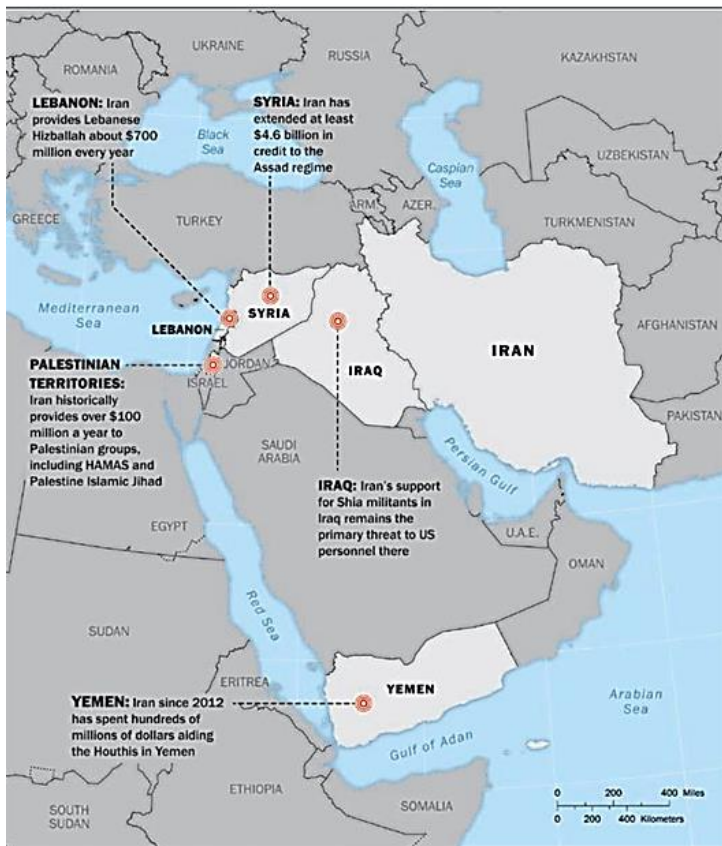 UKRAINE
ROMANIA
RUSSIA
KAZAKHSTAN
LEBANON: Iran
provides Lebanese
Hizballah about $700
million every year
SYRIA: Iran has
extended at least
$4.6 billion in
credit to the
Assad regime
Black
Sea
Caspian
Sea
UZBEKISTAN
GREECE
TURKEY
ARM.
AZER.
TURKMENISTAN
Mediterranean
Sea
LEBANON
SYRIA
AFGHANISTAN
IRAN
PALESTINIAN
TERRITORIES:
Iran historically
provides over $100
million a year to
Palestinian groups,
including HAMAS and
Palestine Islamic Jihad
JORDAN
ISRAEL
IRAQ
PAKISTAN
SAUDI
ARABIA
Persian Gulf
IRAQ: Iran's support
for Shia militants in
Iraq remains the
primary threat to US
personnel there
EGYPT
U.A.E.
OMAN
Red Sea
SUDAN
ERITREA
YEMEN
YEMEN: Iran since 2012
has spent hundreds of
millions of dollars aiding
the Houthis in Yemen
Arabian
Sea
Gulf of Adan
ETHIOPIA
SOMALIA
SOUTH
SUDAN
0 200 400 Miles
0 200 400 Kilometers